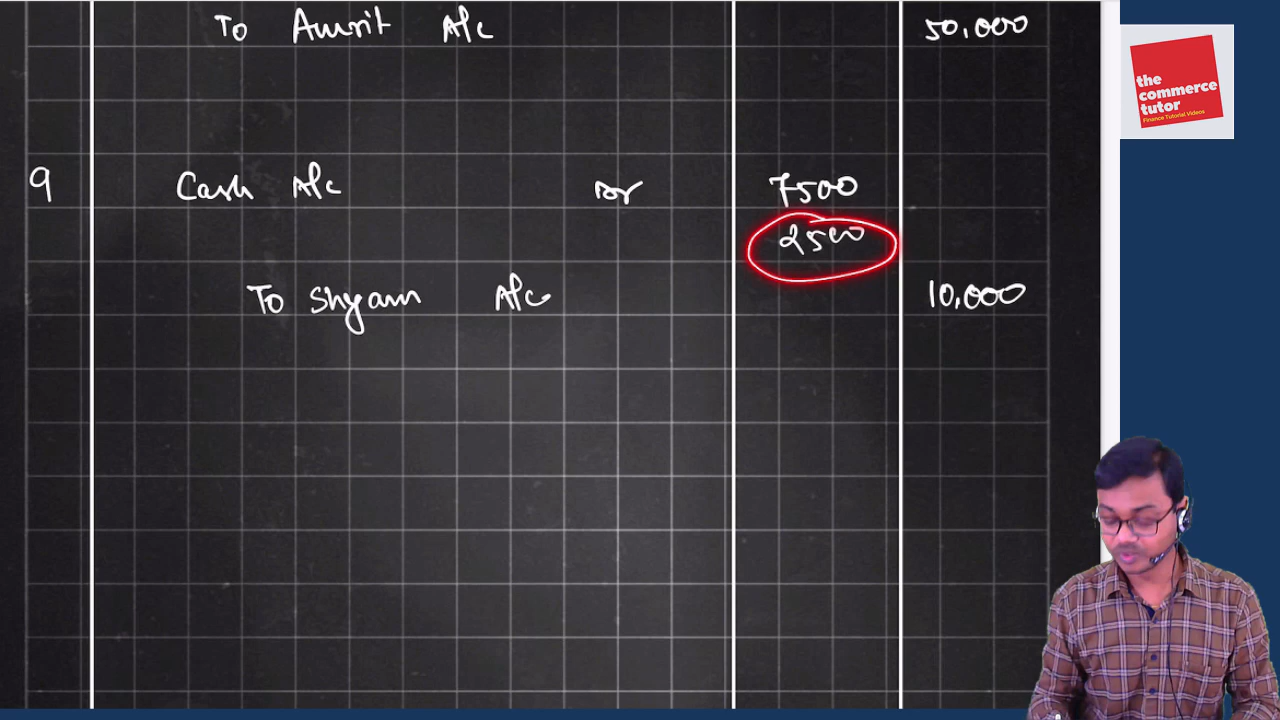 To Amrit A/c 50,000
the
commerce
tutor
Finance Tutorial Videos
9 Cash A/c Dr 7500
2500
To Shyam A/c 10,000